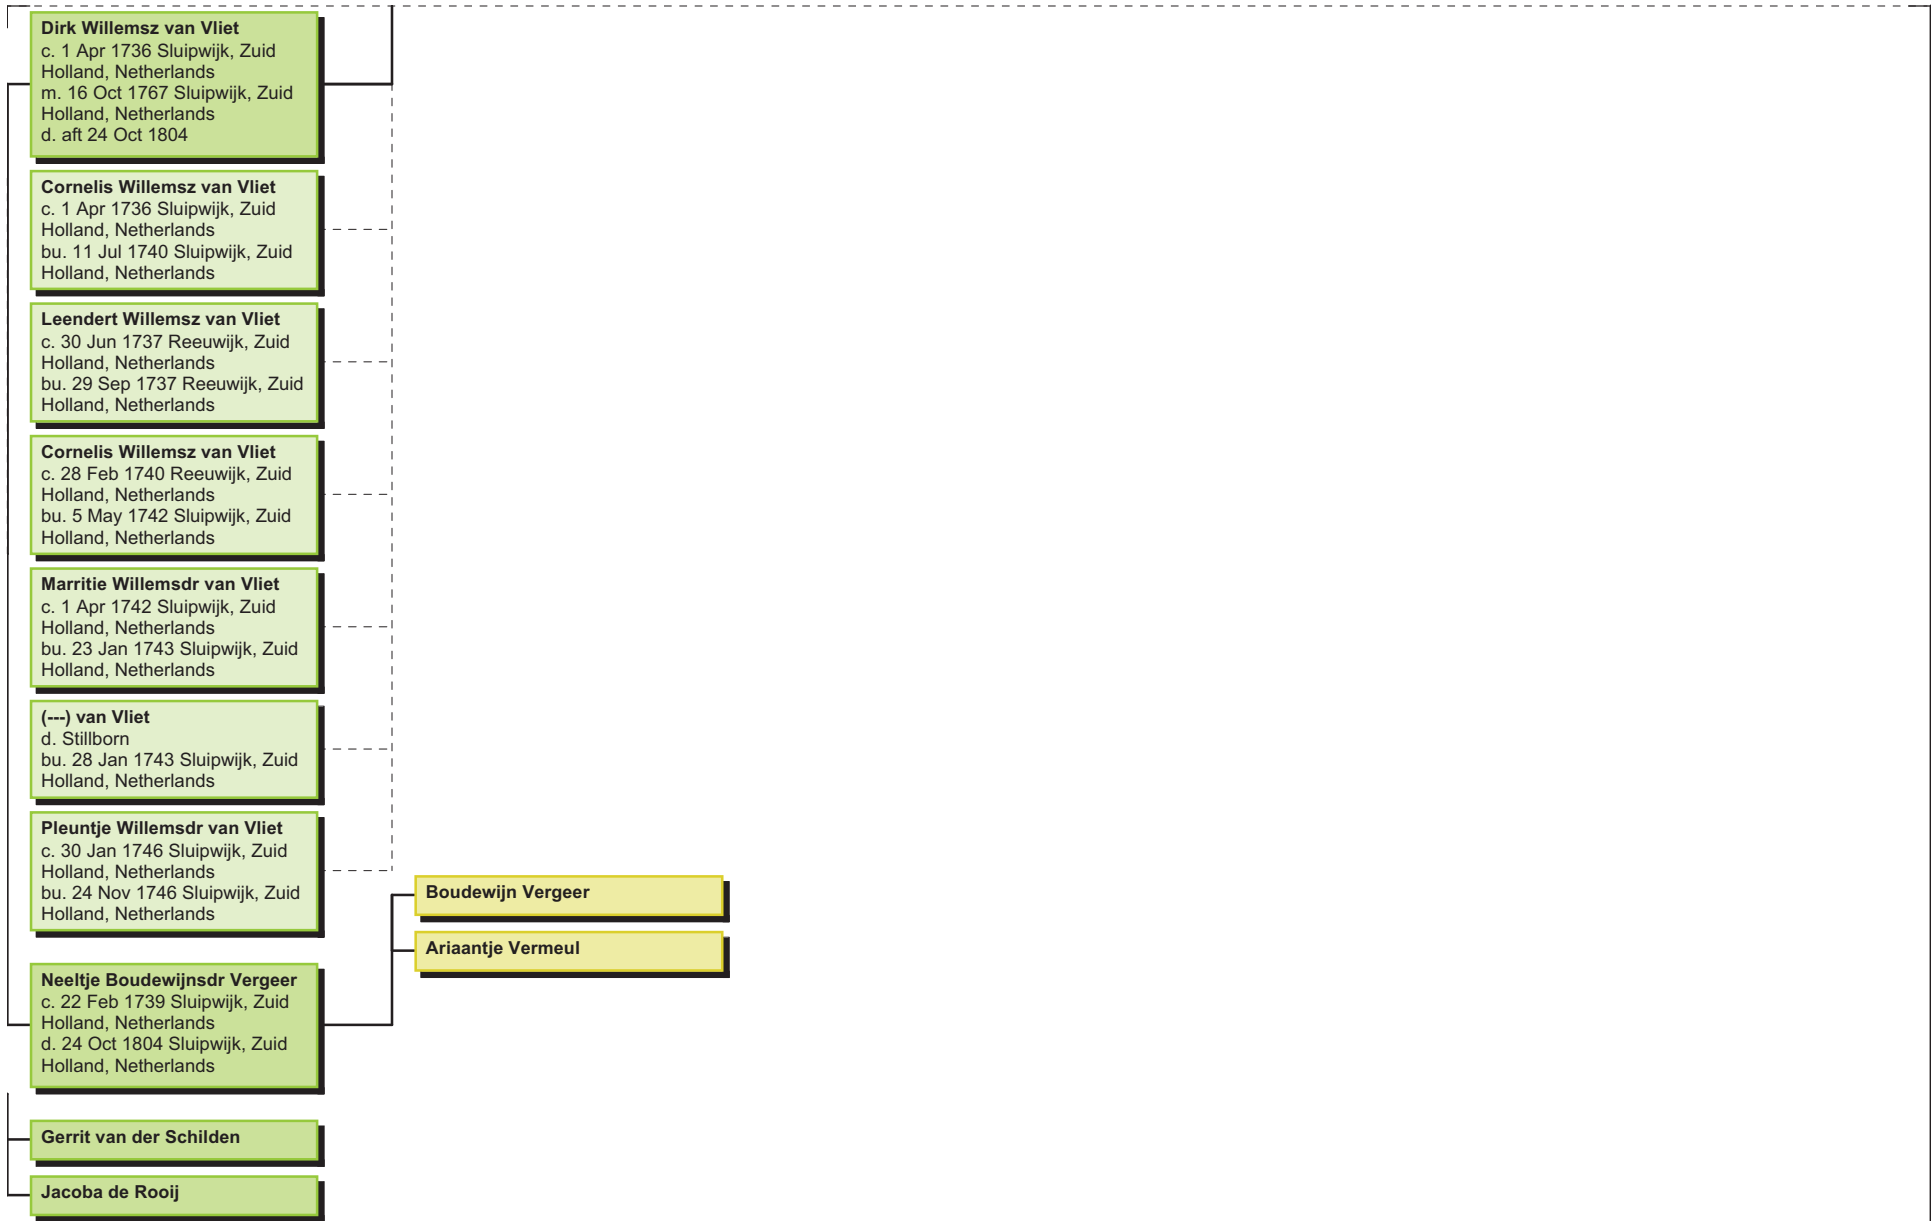 Dirk Willemsz van Vliet
c. 1 Apr 1736 Sluipwijk, Zuid
Holland, Netherlands
m. 16 Oct 1767 Sluipwijk, Zuid
Holland, Netherlands
d. aft 24 Oct 1804
Cornelis Willemsz van Vliet
c. 1 Apr 1736 Sluipwijk, Zuid
Holland, Netherlands
bu. 11 Jul 1740 Sluipwijk, Zuid
Holland, Netherlands
Leendert Willemsz van Vliet
c. 30 Jun 1737 Reeuwijk, Zuid
Holland, Netherlands
bu. 29 Sep 1737 Reeuwijk, Zuid
Holland, Netherlands
Cornelis Willemsz van Vliet
c. 28 Feb 1740 Reeuwijk, Zuid
Holland, Netherlands
bu. 5 May 1742 Sluipwijk, Zuid
Holland, Netherlands
Marritie Willemsdr van Vliet
c. 1 Apr 1742 Sluipwijk, Zuid
Holland, Netherlands
bu. 23 Jan 1743 Sluipwijk, Zuid
Holland, Netherlands
(---) van Vliet
d. Stillborn
bu. 28 Jan 1743 Sluipwijk, Zuid
Holland, Netherlands
Pleuntje Willemsdr van Vliet
c. 30 Jan 1746 Sluipwijk, Zuid
Holland, Netherlands
bu. 24 Nov 1746 Sluipwijk, Zuid
Holland, Netherlands
Boudewijn Vergeer
Ariaantje Vermeul
Neeltje Boudewijnsdr Vergeer
c. 22 Feb 1739 Sluipwijk, Zuid
Holland, Netherlands
d. 24 Oct 1804 Sluipwijk, Zuid
Holland, Netherlands
Gerrit van der Schilden
Jacoba de Rooij